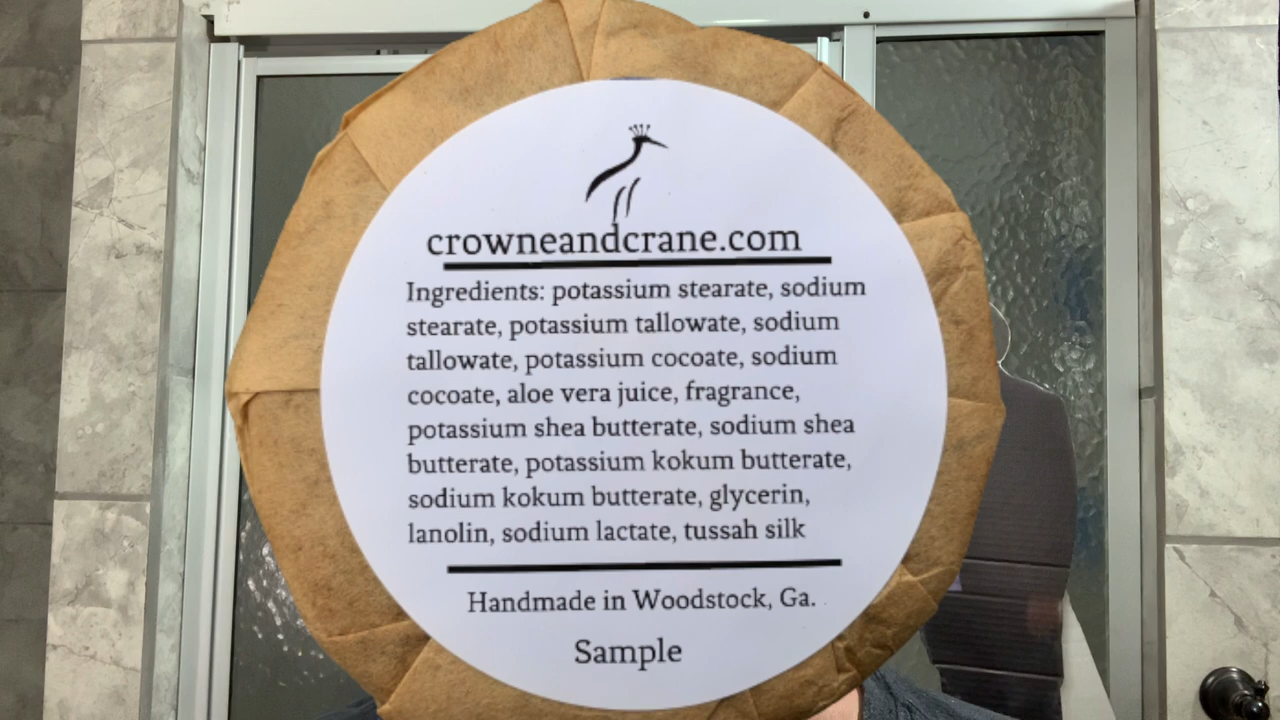 crowneandcrane.com
Ingredients: potassium stearate, sodium
stearate, potassium tallowate, sodium
tallowate, potassium cocoate, sodium
cocoate, aloe vera juice, fragrance,
potassium shea butterate, sodium shea
butterate, potassium kokum butterate,
sodium kokum butterate, glycerin,
lanolin, sodium lactate, tussah silk
Handmade in Woodstock, Ga.
Sample